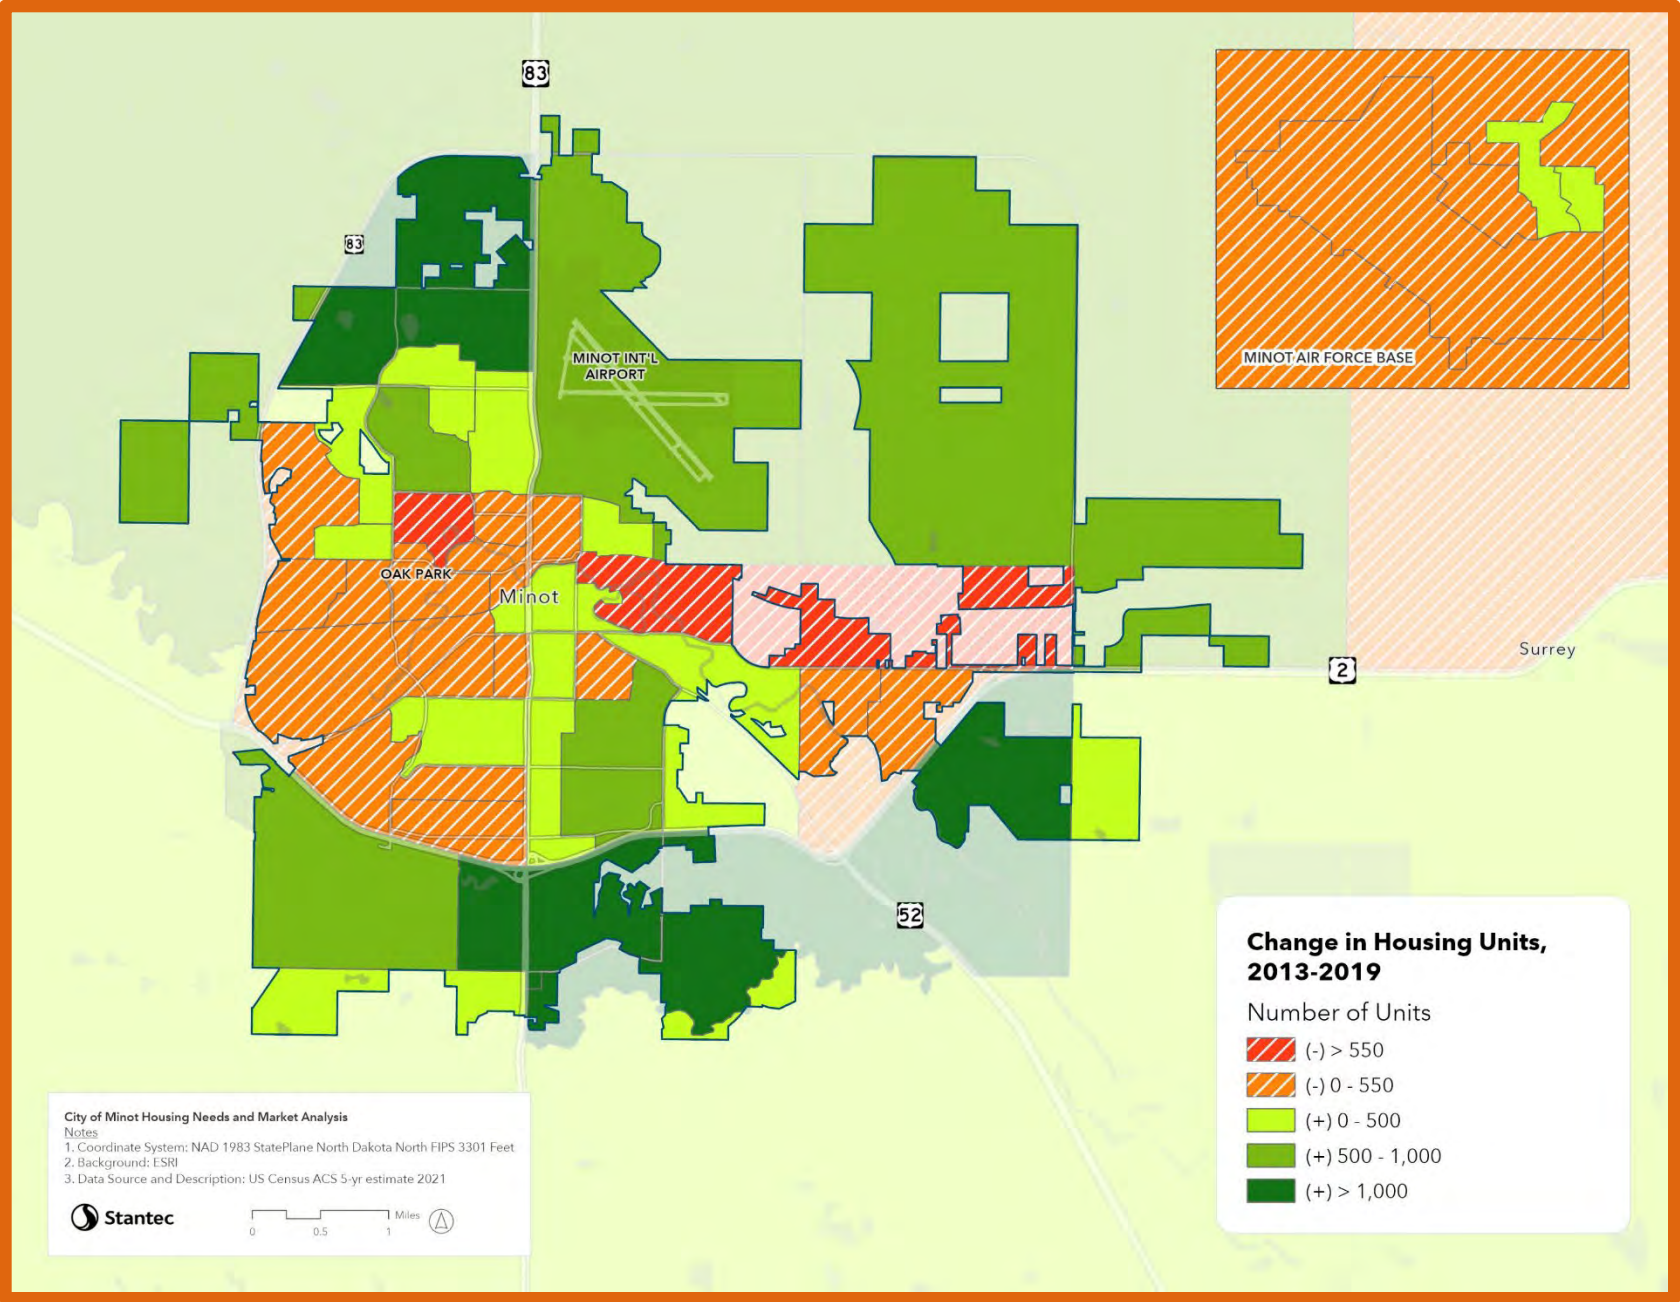 83
83
MINOT INT'L
AIRPORT
MINOT AIR FORCE BASE
OAK PARK
Minot
Surrey
2
52
Change in Housing Units,
2013-2019
Number of Units
(-) > 550
(-) 0 - 550
(+) 0 - 500
(+) 500 - 1,000
(+) > 1,000
City of Minot Housing Needs and Market Analysis
Notes
1. Coordinate System: NAD 1983 StatePlane North Dakota North FIPS 3301 Feet
2. Background: ESRI
3. Data Source and Description: US Census ACS 5-yr estimate 2021
Stantec
Miles
0 0.5 1